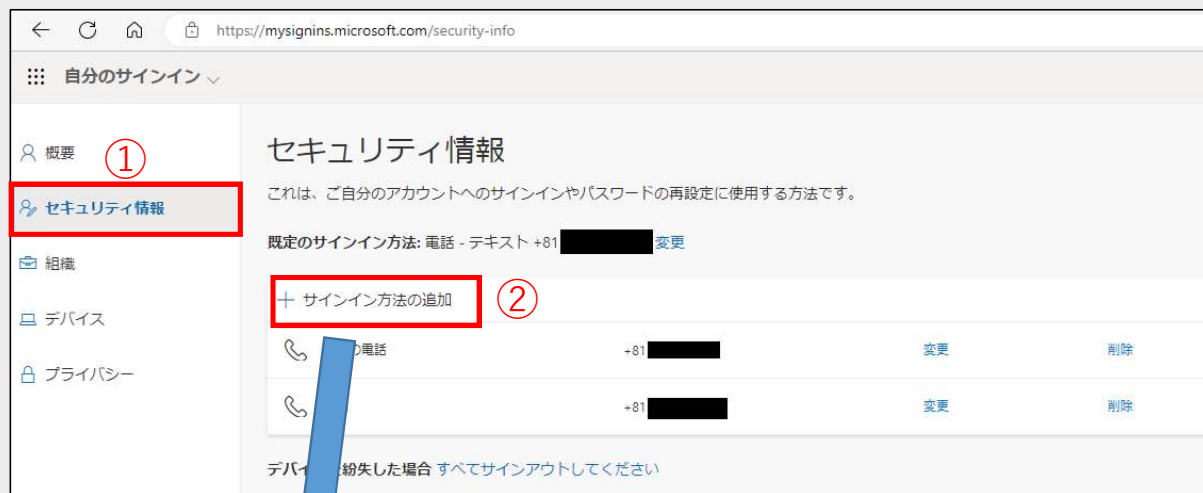 https://mysignins.microsoft.com/security-info
自分のサインイン
概要
①
セキュリティ情報
組織
デバイス
プライバシー
セキュリティ情報
これは、ご自分のアカウントへのサインインやパスワードの再設定に使用する方法です。
既定のサインイン方法: 電話 - テキスト +81 変更
+ サインイン方法の追加 ②
の電話 +81 変更 削除
+81 変更 削除
デバイ 紛失した場合 すべてサインアウトしてください